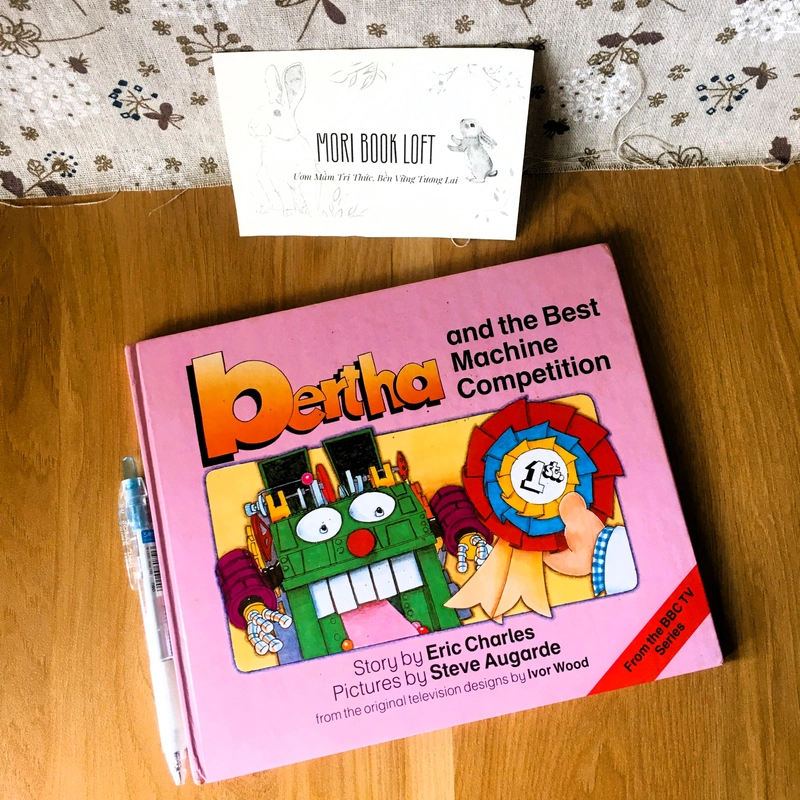 MORI BOOK LOFT
Ươm Mầm Tri Thức, Bền Vững Tương Lai
bertha
and the Best
Machine
Competition
1st
Story by Eric Charles
Pictures by Steve Augarde
from the original television designs by Ivor Wood
From the BBC TV
Series